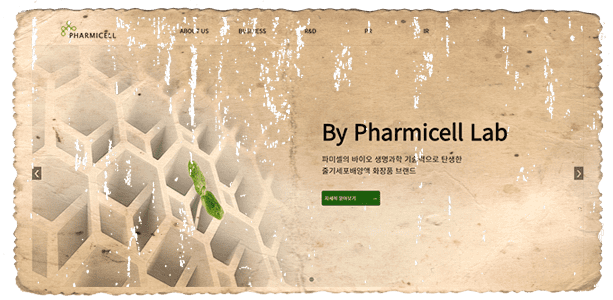 PHARMICELL
ABOUT US BUSINESS R&D PR IR
By Pharmicell Lab
파미셀의 바이오 생명과학 기술력으로 탄생한
줄기세포배양액 화장품 브랜드
자세히 알아보기 →